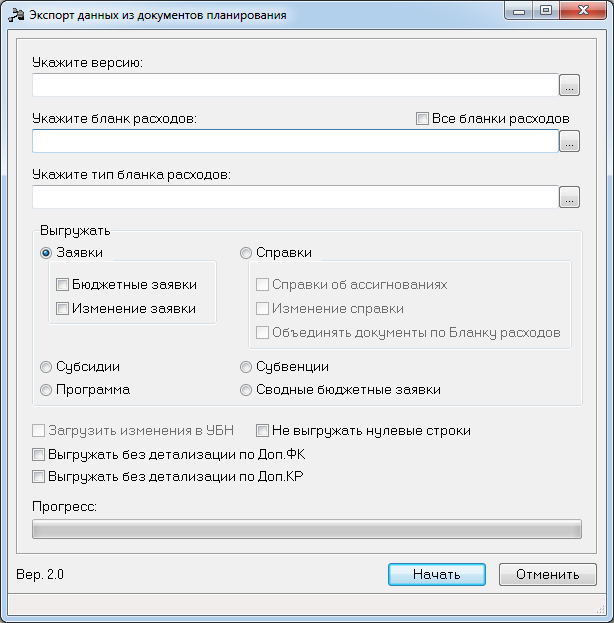 Экспорт данных из документов планирования
Укажите версию:
...
Укажите бланк расходов: Все бланки расходов
...
Укажите тип бланка расходов:
...
Выгружать
Заявки Справки
Бюджетные заявки Справки об ассигнованиях
Изменение заявки Изменение справки
Объединять документы по Бланку расходов
Субсидии Субвенции
Программа Сводные бюджетные заявки
Загрузить изменения в УБН Не выгружать нулевые строки
Выгружать без детализации по Доп.ФК
Выгружать без детализации по Доп.КР
Прогресс:
Вер. 2.0 Начать Отменить